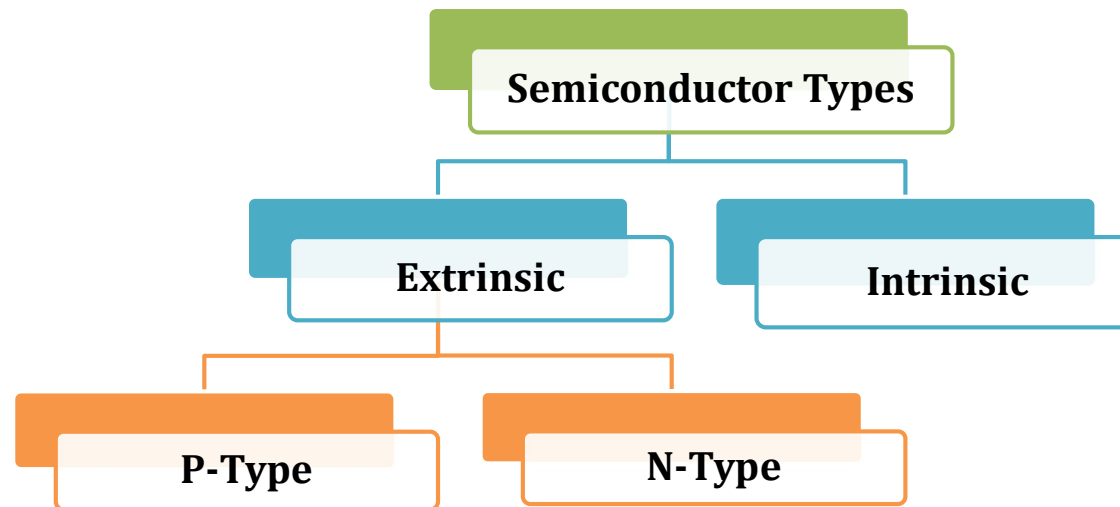 Semiconductor Types
Extrinsic
Intrinsic
P-Type
N-Type